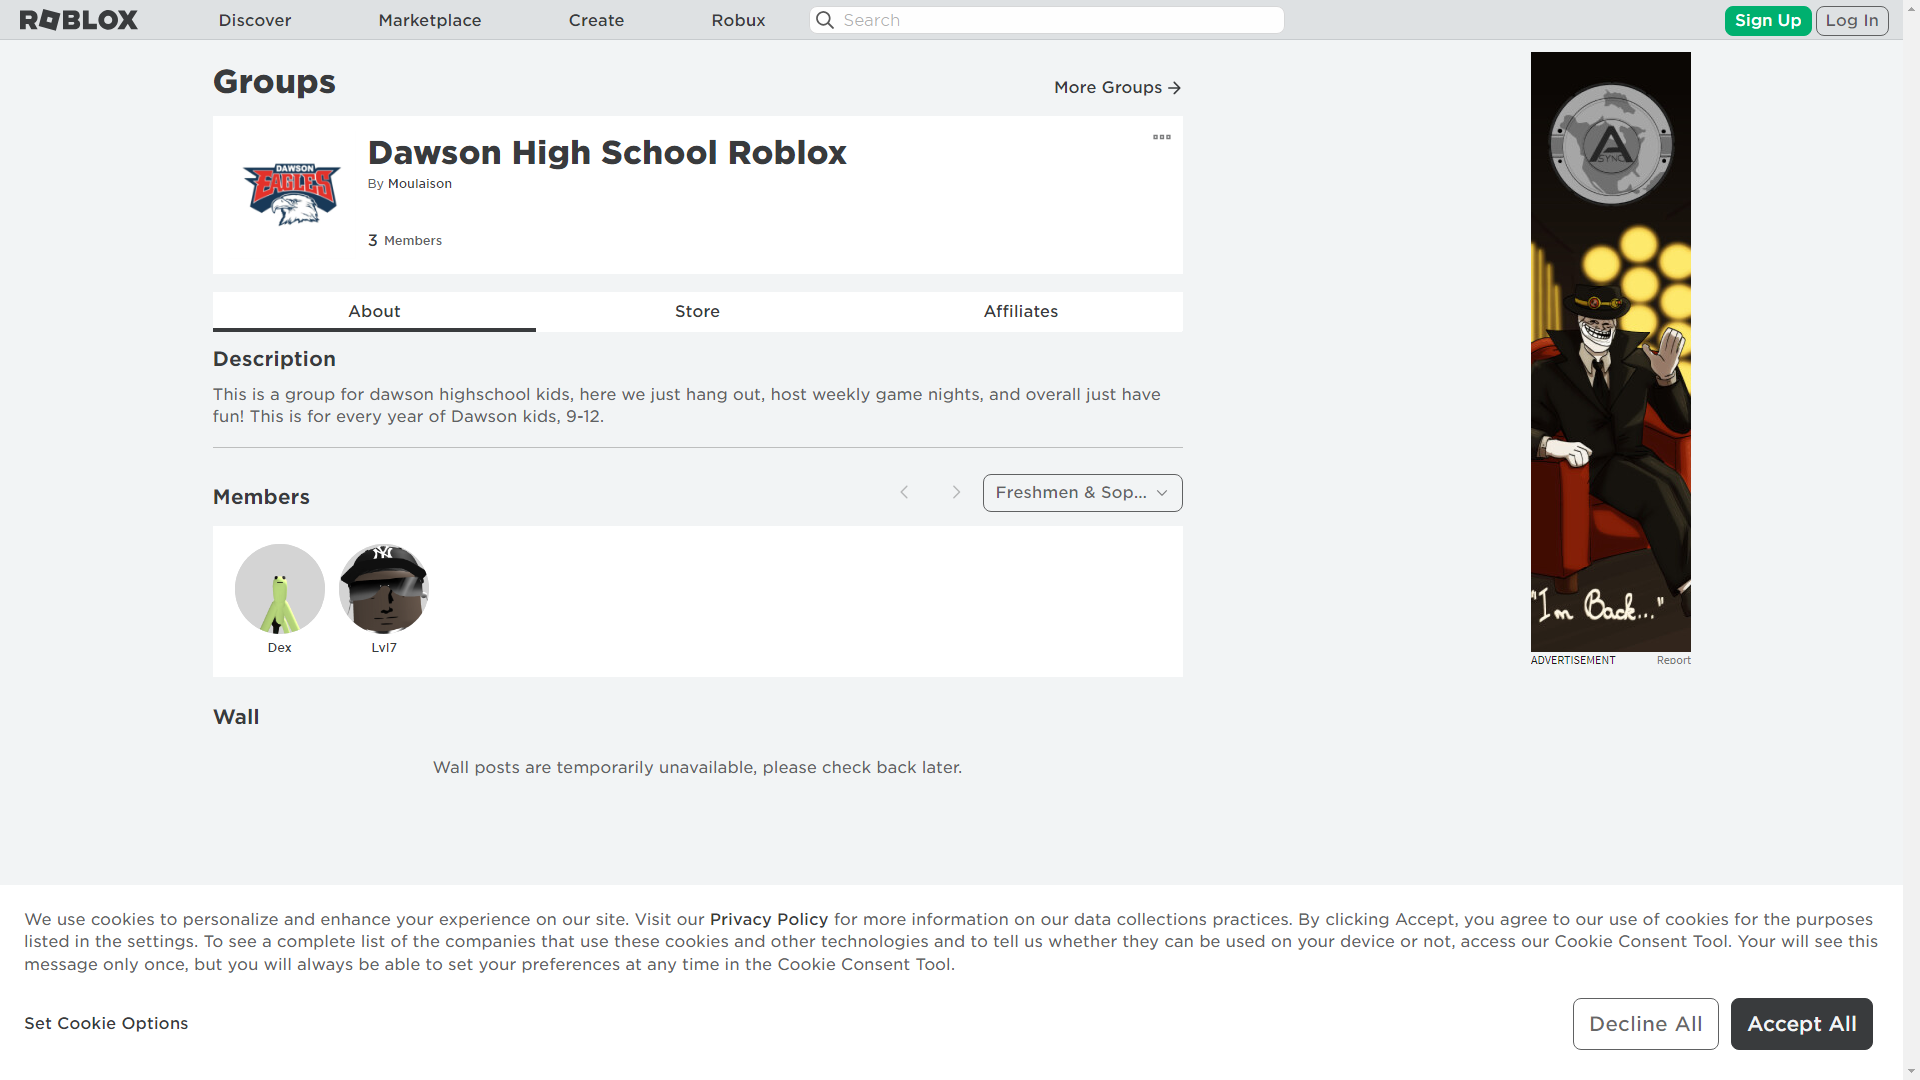 ROBLOX
Discover
Marketplace
Create
Robux
Search
Sign Up
Log In
Groups
More Groups
DAWSON
EAGLES
Dawson High School Roblox
By Moulaison
3 Members
About
Store
Affiliates
Description
This is a group for dawson highschool kids, here we just hang out, host weekly game nights, and overall just have
fun! This is for every year of Dawson kids, 9-12.
Members
Freshmen & Sop...
NY
Dex
Lvl7
Wall
Wall posts are temporarily unavailable, please check back later.
A
SYNC
"I'm Back..."
ADVERTISEMENT
Report
We use cookies to personalize and enhance your experience on our site. Visit our Privacy Policy for more information on our data collections practices. By clicking Accept, you agree to our use of cookies for the purposes
listed in the settings. To see a complete list of the companies that use these cookies and other technologies and to tell us whether they can be used on your device or not, access our Cookie Consent Tool. Your will see this
message only once, but you will always be able to set your preferences at any time in the Cookie Consent Tool.
Set Cookie Options
Decline All
Accept All